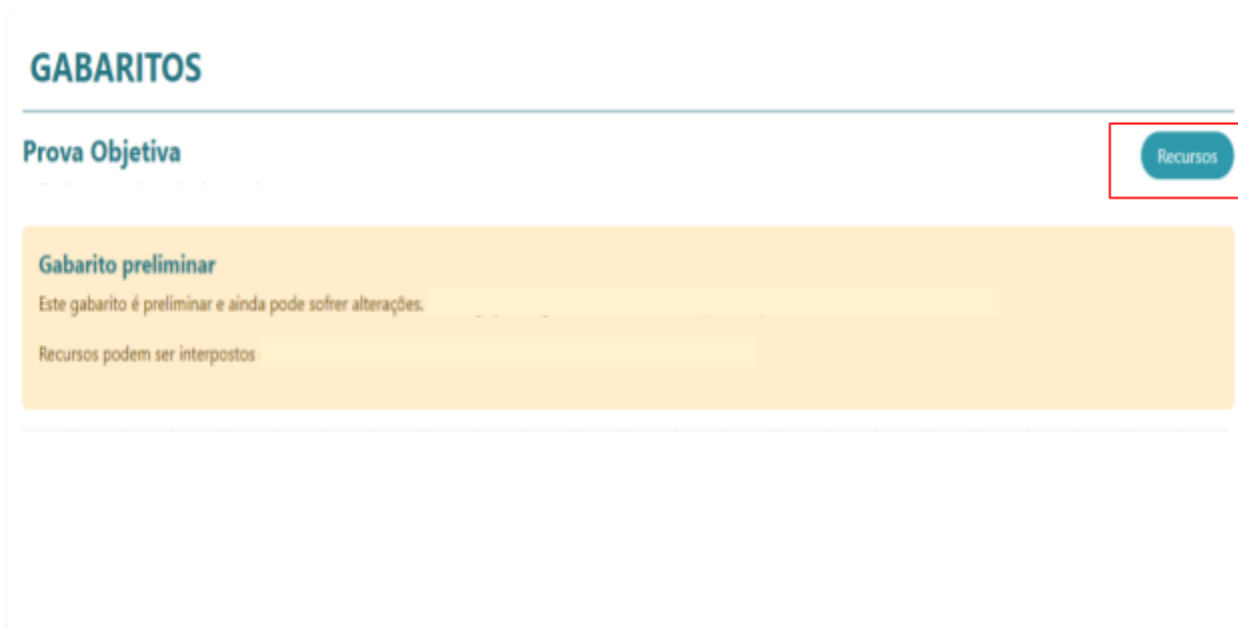 GABARITOS
Prova Objetiva
Recursos
Gabarito preliminar
Este gabarito é preliminar e ainda pode sofrer alterações.
Recursos podem ser interpostos